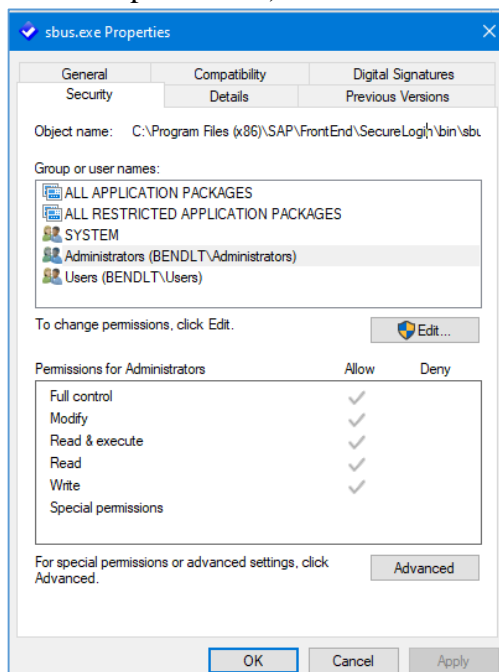 sbus.exe Properties
General Compatibility Digital Signatures
Security Details Previous Versions
Object name: C:\Program Files (x86)\SAP\FrontEnd\SecureLogin\bin\sbu
Group or user names:
ALL APPLICATION PACKAGES
ALL RESTRICTED APPLICATION PACKAGES
SYSTEM
Administrators (BENDLT\Administrators)
Users (BENDLT\Users)
To change permissions, click Edit.
Edit...
Permissions for Administrators Allow Deny
Full control
Modify
Read & execute
Read
Write
Special permissions
For special permissions or advanced settings, click
Advanced.
Advanced
OK Cancel Apply